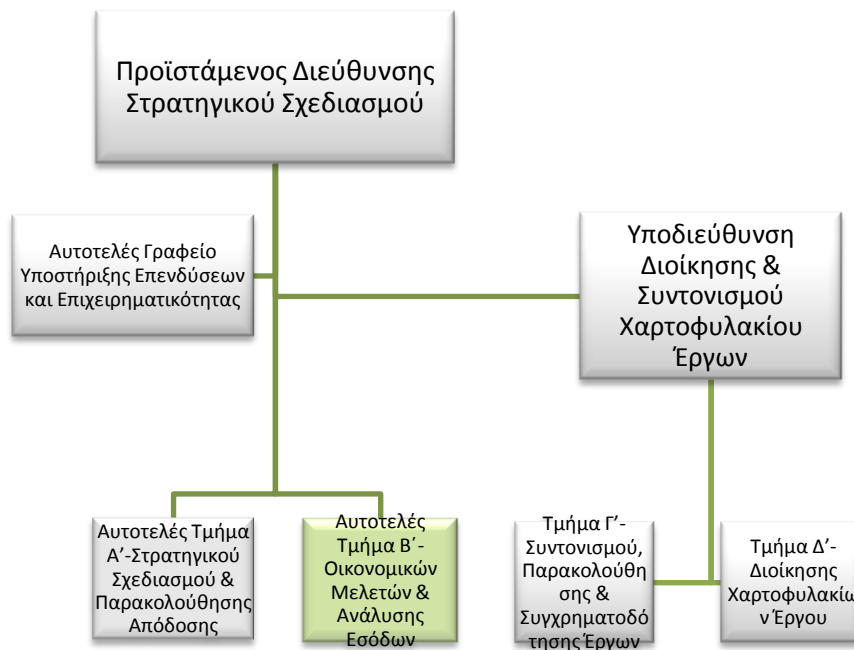 Προϊστάμενος Διεύθυνσης
Στρατηγικού Σχεδιασμού
Αυτοτελές Γραφείο
Υποστήριξης Επενδύσεων
και Επιχειρηματικότητας
Υποδιεύθυνση
Διοίκησης &
Συντονισμού
Χαρτοφυλακίου
Έργων
Αυτοτελές Τμήμα
Α’-Στρατηγικού
Σχεδιασμού &
Παρακολούθησης
Απόδοσης
Αυτοτελές
Τμήμα Β΄-
Οικονομικών
Μελετών &
Ανάλυσης
Εσόδων
Τμήμα Γ’-
Συντονισμού,
Παρακολούθη
σης &
Συγχρηματοδό
τησης Έργων
Τμήμα Δ’-
Διοίκησης
Χαρτοφυλακίω
ν Έργου